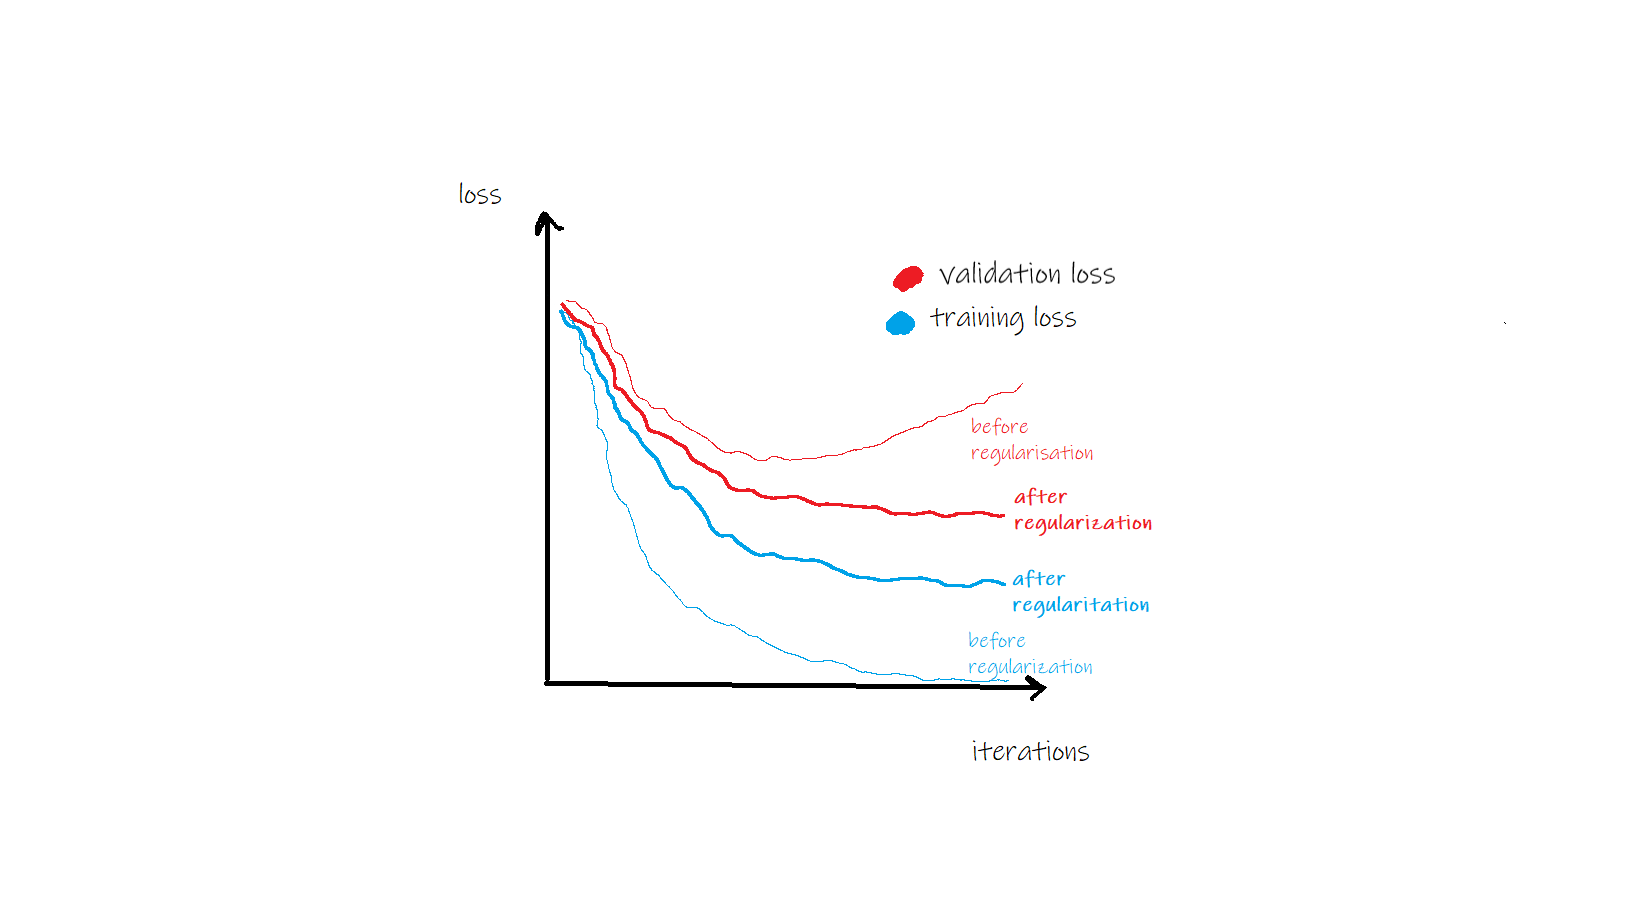 loss
validation loss
training loss
before
regularisation
after
regularization
after
regularitation
before
regularization
iterations